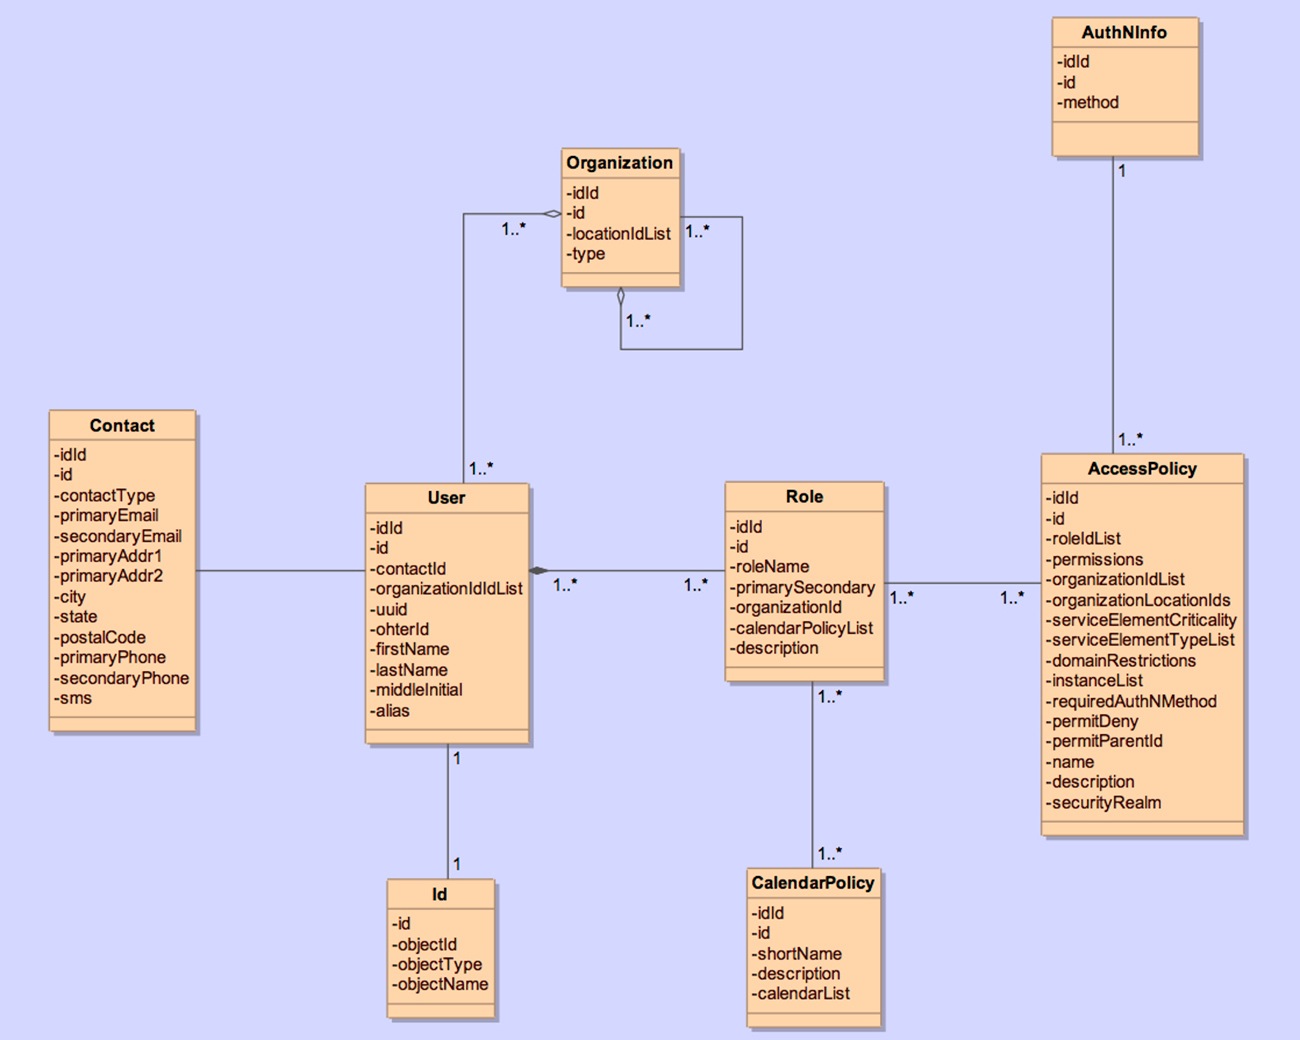 AuthNInfo
-idId
-id
-method
1
Organization
-idId
-id
-locationIdList
-type
1..*
1..*
1..*
1..*
1..*
Contact
-idId
-id
-contactType
-primaryEmail
-secondaryEmail
-primaryAddr1
-primaryAddr2
-city
-state
-postalCode
-primaryPhone
-secondaryPhone
-sms
User
-idId
-id
-contactId
-organizationIdIdList
-uuid
-ohterId
-firstName
-lastName
-middleInitial
-alias
1..*
1..*
Role
-idId
-id
-roleName
-primarySecondary
-organizationId
-calendarPolicyList
-description
1..*
1..*
AccessPolicy
-idId
-id
-roleIdList
-permissions
-organizationIdList
-organizationLocationIds
-serviceElementCriticality
-serviceElementTypeList
-domainRestrictions
-instanceList
-requiredAuthNMethod
-permitDeny
-permitParentId
-name
-description
-securityRealm
1
1
1..*
1..*
Id
-id
-objectId
-objectType
-objectName
CalendarPolicy
-idId
-id
-shortName
-description
-calendarList